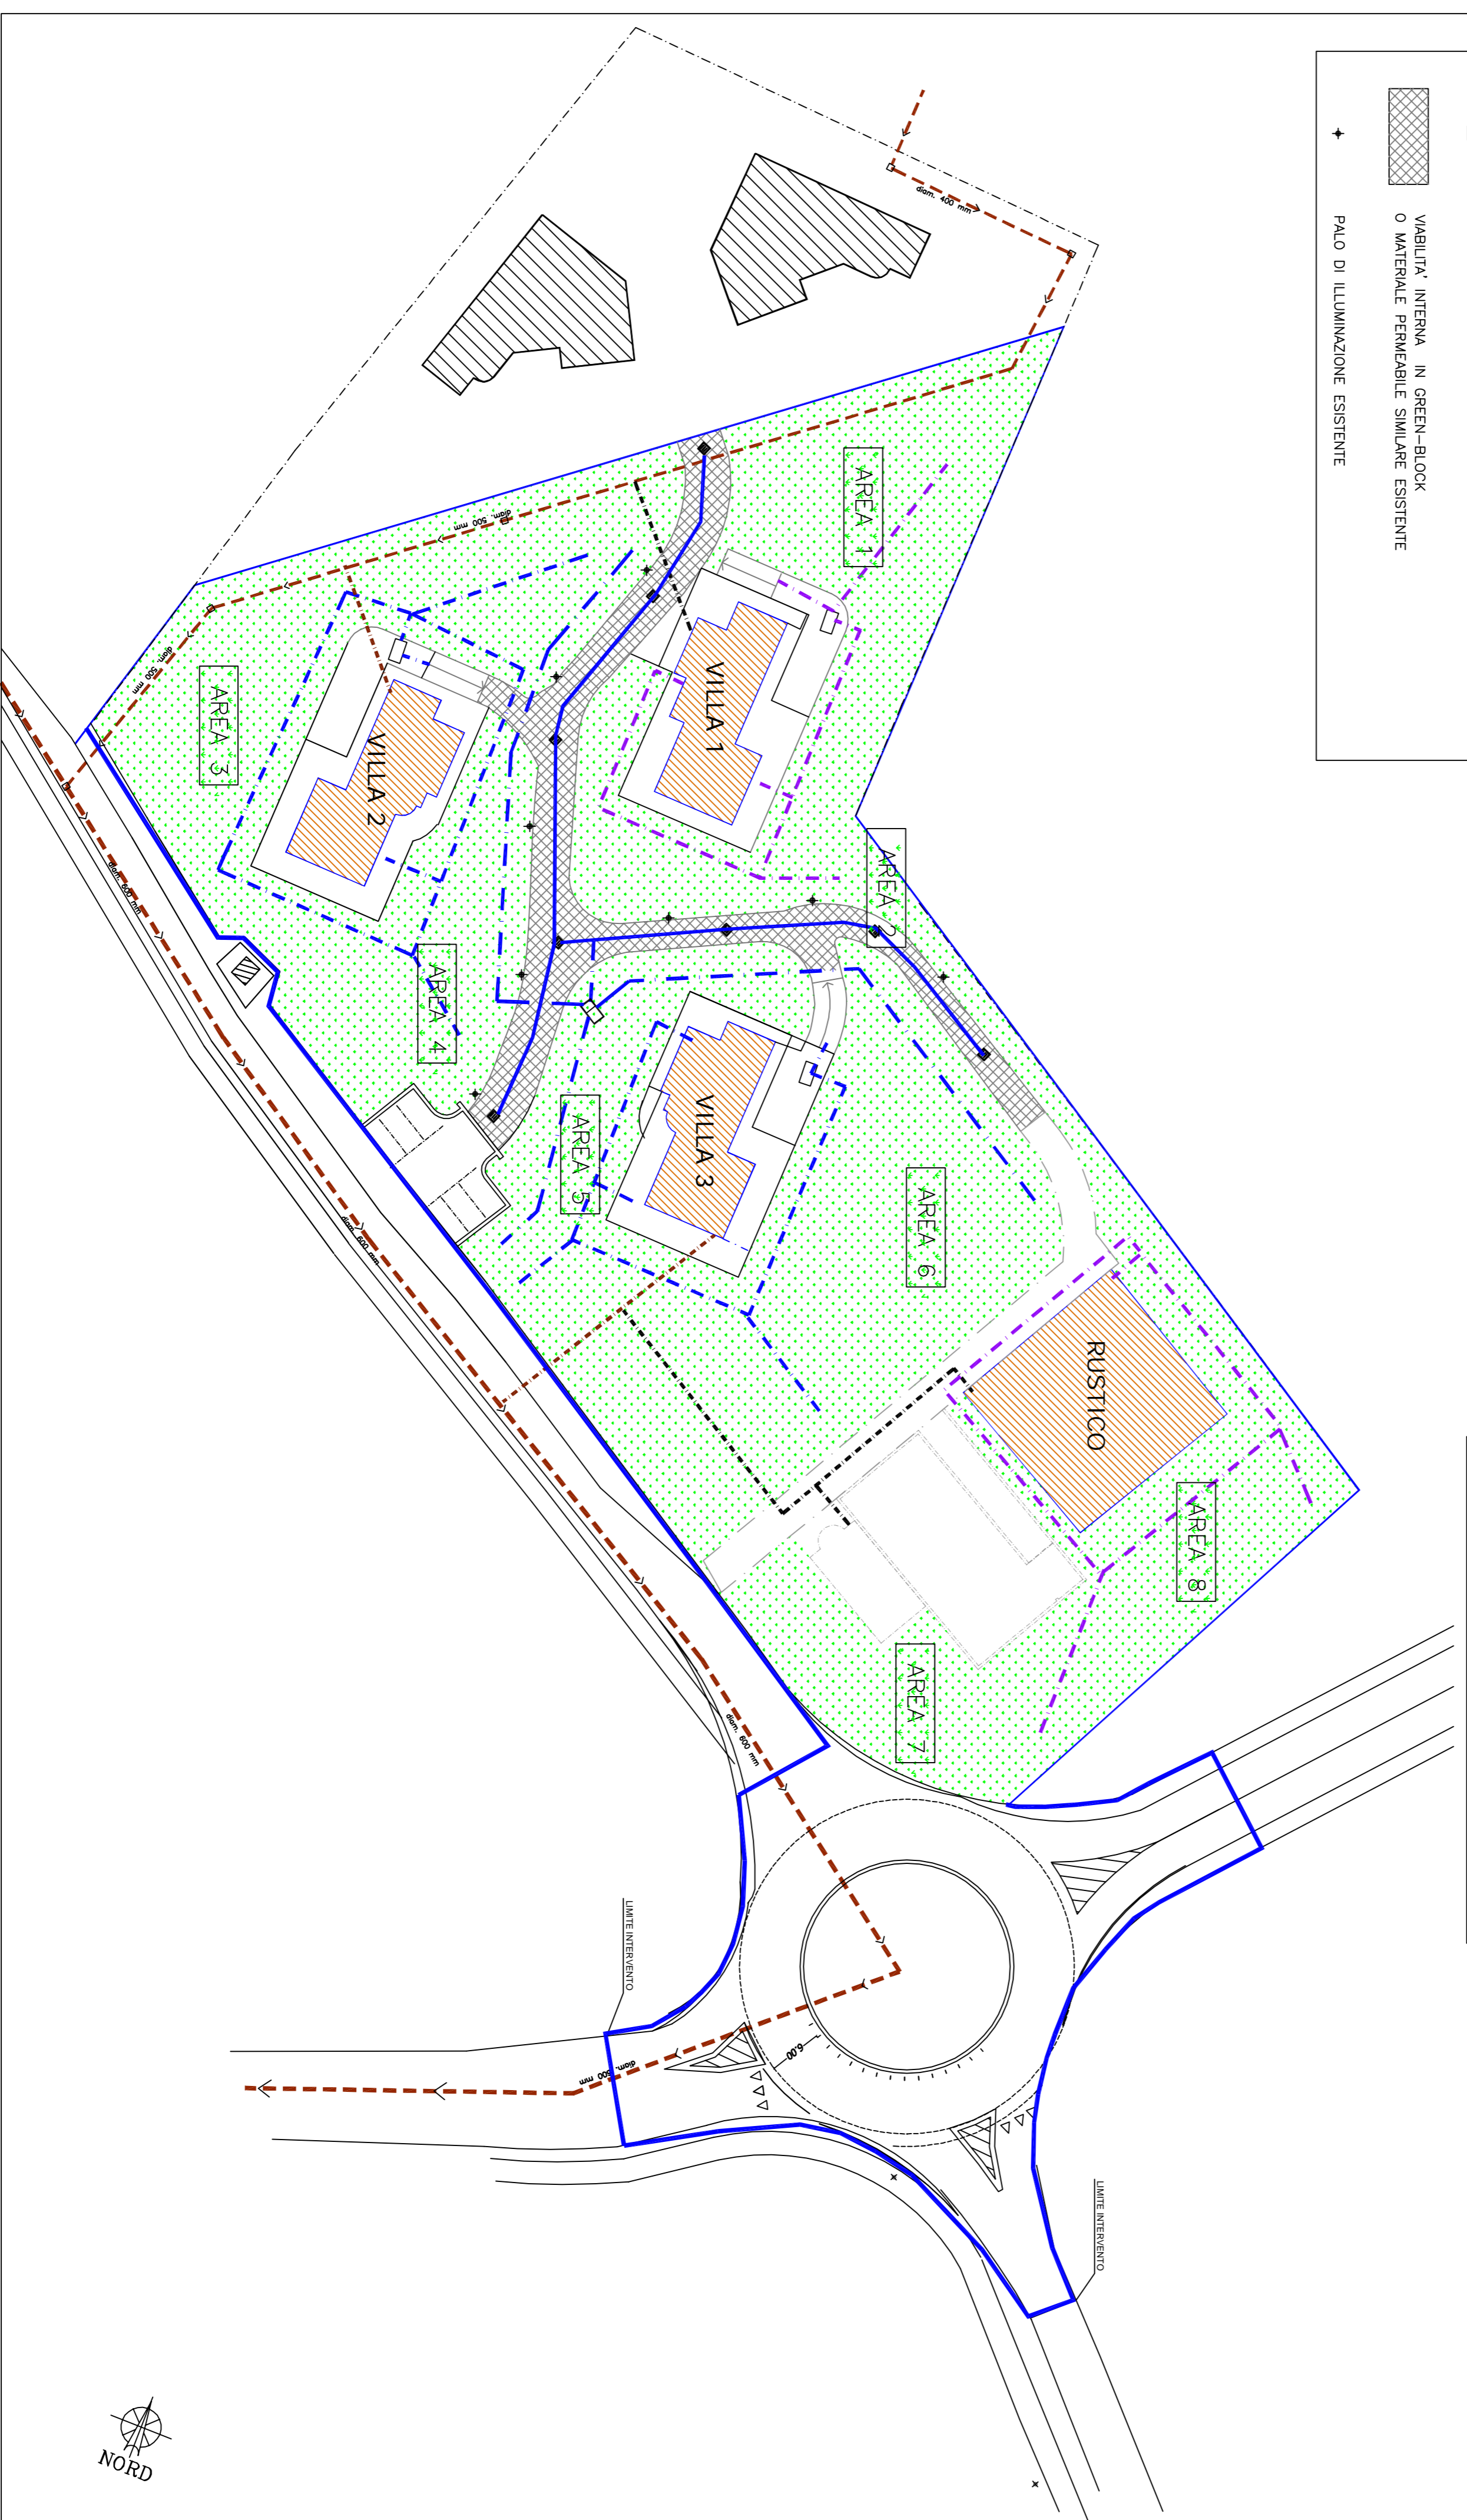 VIABILITA' INTERNA IN GREEN-BLOCK
O MATERIALE PERMEABILE SIMILARE ESISTENTE
PALO DI ILLUMINAZIONE ESISTENTE
diam. 400 mm
AREA 1
diam. 500 mm
VILLA 1
diam. 500 mm
AREA 3
VILLA 2
AREA 2
diam. 600 mm
AREA 4
VILLA 3
AREA 5
AREA 6
diam. 600 mm
RUSTICO
AREA 8
AREA 7
diam. 600 mm
LIMITE INTERVENTO
6.00
diam. 600 mm
LIMITE INTERVENTO
NORD